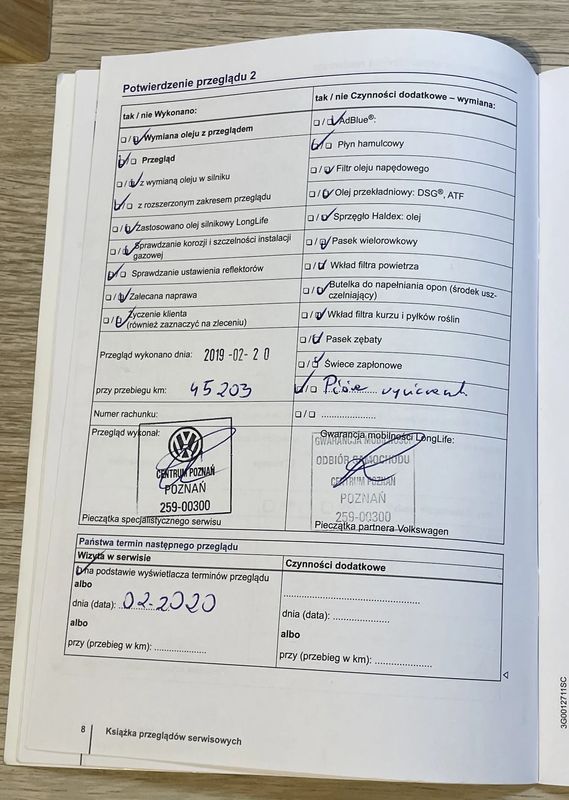 Potwierdzenie przeglądu 2
tak / nie Wykonano:
❏ / ❏ Wymiana oleju z przeglądem
❏ / ❏ Przegląd
❏ / ❏ z wymianą oleju w silniku
❏ / ❏ z rozszerzonym zakresem przeglądu
❏ / ❏ Zastosowano olej silnikowy LongLife
❏ / ❏ Sprawdzanie korozji i szczelności instalacji
gazowej
❏ / ❏ Sprawdzanie ustawienia reflektorów
❏ / ❏ Zalecana naprawa
❏ / ❏ Życzenie klienta
(również zaznaczyć na zleceniu)
Przegląd wykonano dnia: 2019 -02- 2 0
przy przebiegu km: 45203
Numer rachunku:
Przegląd wykonał:
CENTRUM POZNAŃ
POZNAŃ
259-00300
Pieczątka specjalistycznego serwisu
tak / nie Czynności dodatkowe – wymiana:
❏ / ❏ AdBlue®:
❏ / ❏ Płyn hamulcowy
❏ / ❏ Filtr oleju napędowego
❏ / ❏ Olej przekładniowy: DSG®, ATF
❏ / ❏ Sprzęgło Haldex: olej
❏ / ❏ Pasek wielorowkowy
❏ / ❏ Wkład filtra powietrza
❏ / ❏ Butelka do napełniania opon (środek usz-
czelniający)
❏ / ❏ Wkład filtra kurzu i pyłków roślin
❏ / ❏ Pasek zębaty
❏ / ❏ Świece zapłonowe
❏ / ❏ Pióra
❏ / ❏ .....................
Gwarancja mobilności LongLife:
GWARANCJA MOBILNOŚCI
ODBIÓR SAMOCHODU
CENTRUM POZNAŃ
POZNAŃ
259-00300
Pieczątka partnera Volkswagen
Państwa termin następnego przeglądu
Wizyta w serwisie
❏ na podstawie wyświetlacza terminów przeglądu
albo
dnia (data): 02-2020
albo
przy (przebieg w km): ....................
Czynności dodatkowe
....................................................
dnia (data): .....................
albo
przy (przebieg w km): .....................
8
Książka przeglądów serwisowych
3G0012711SC